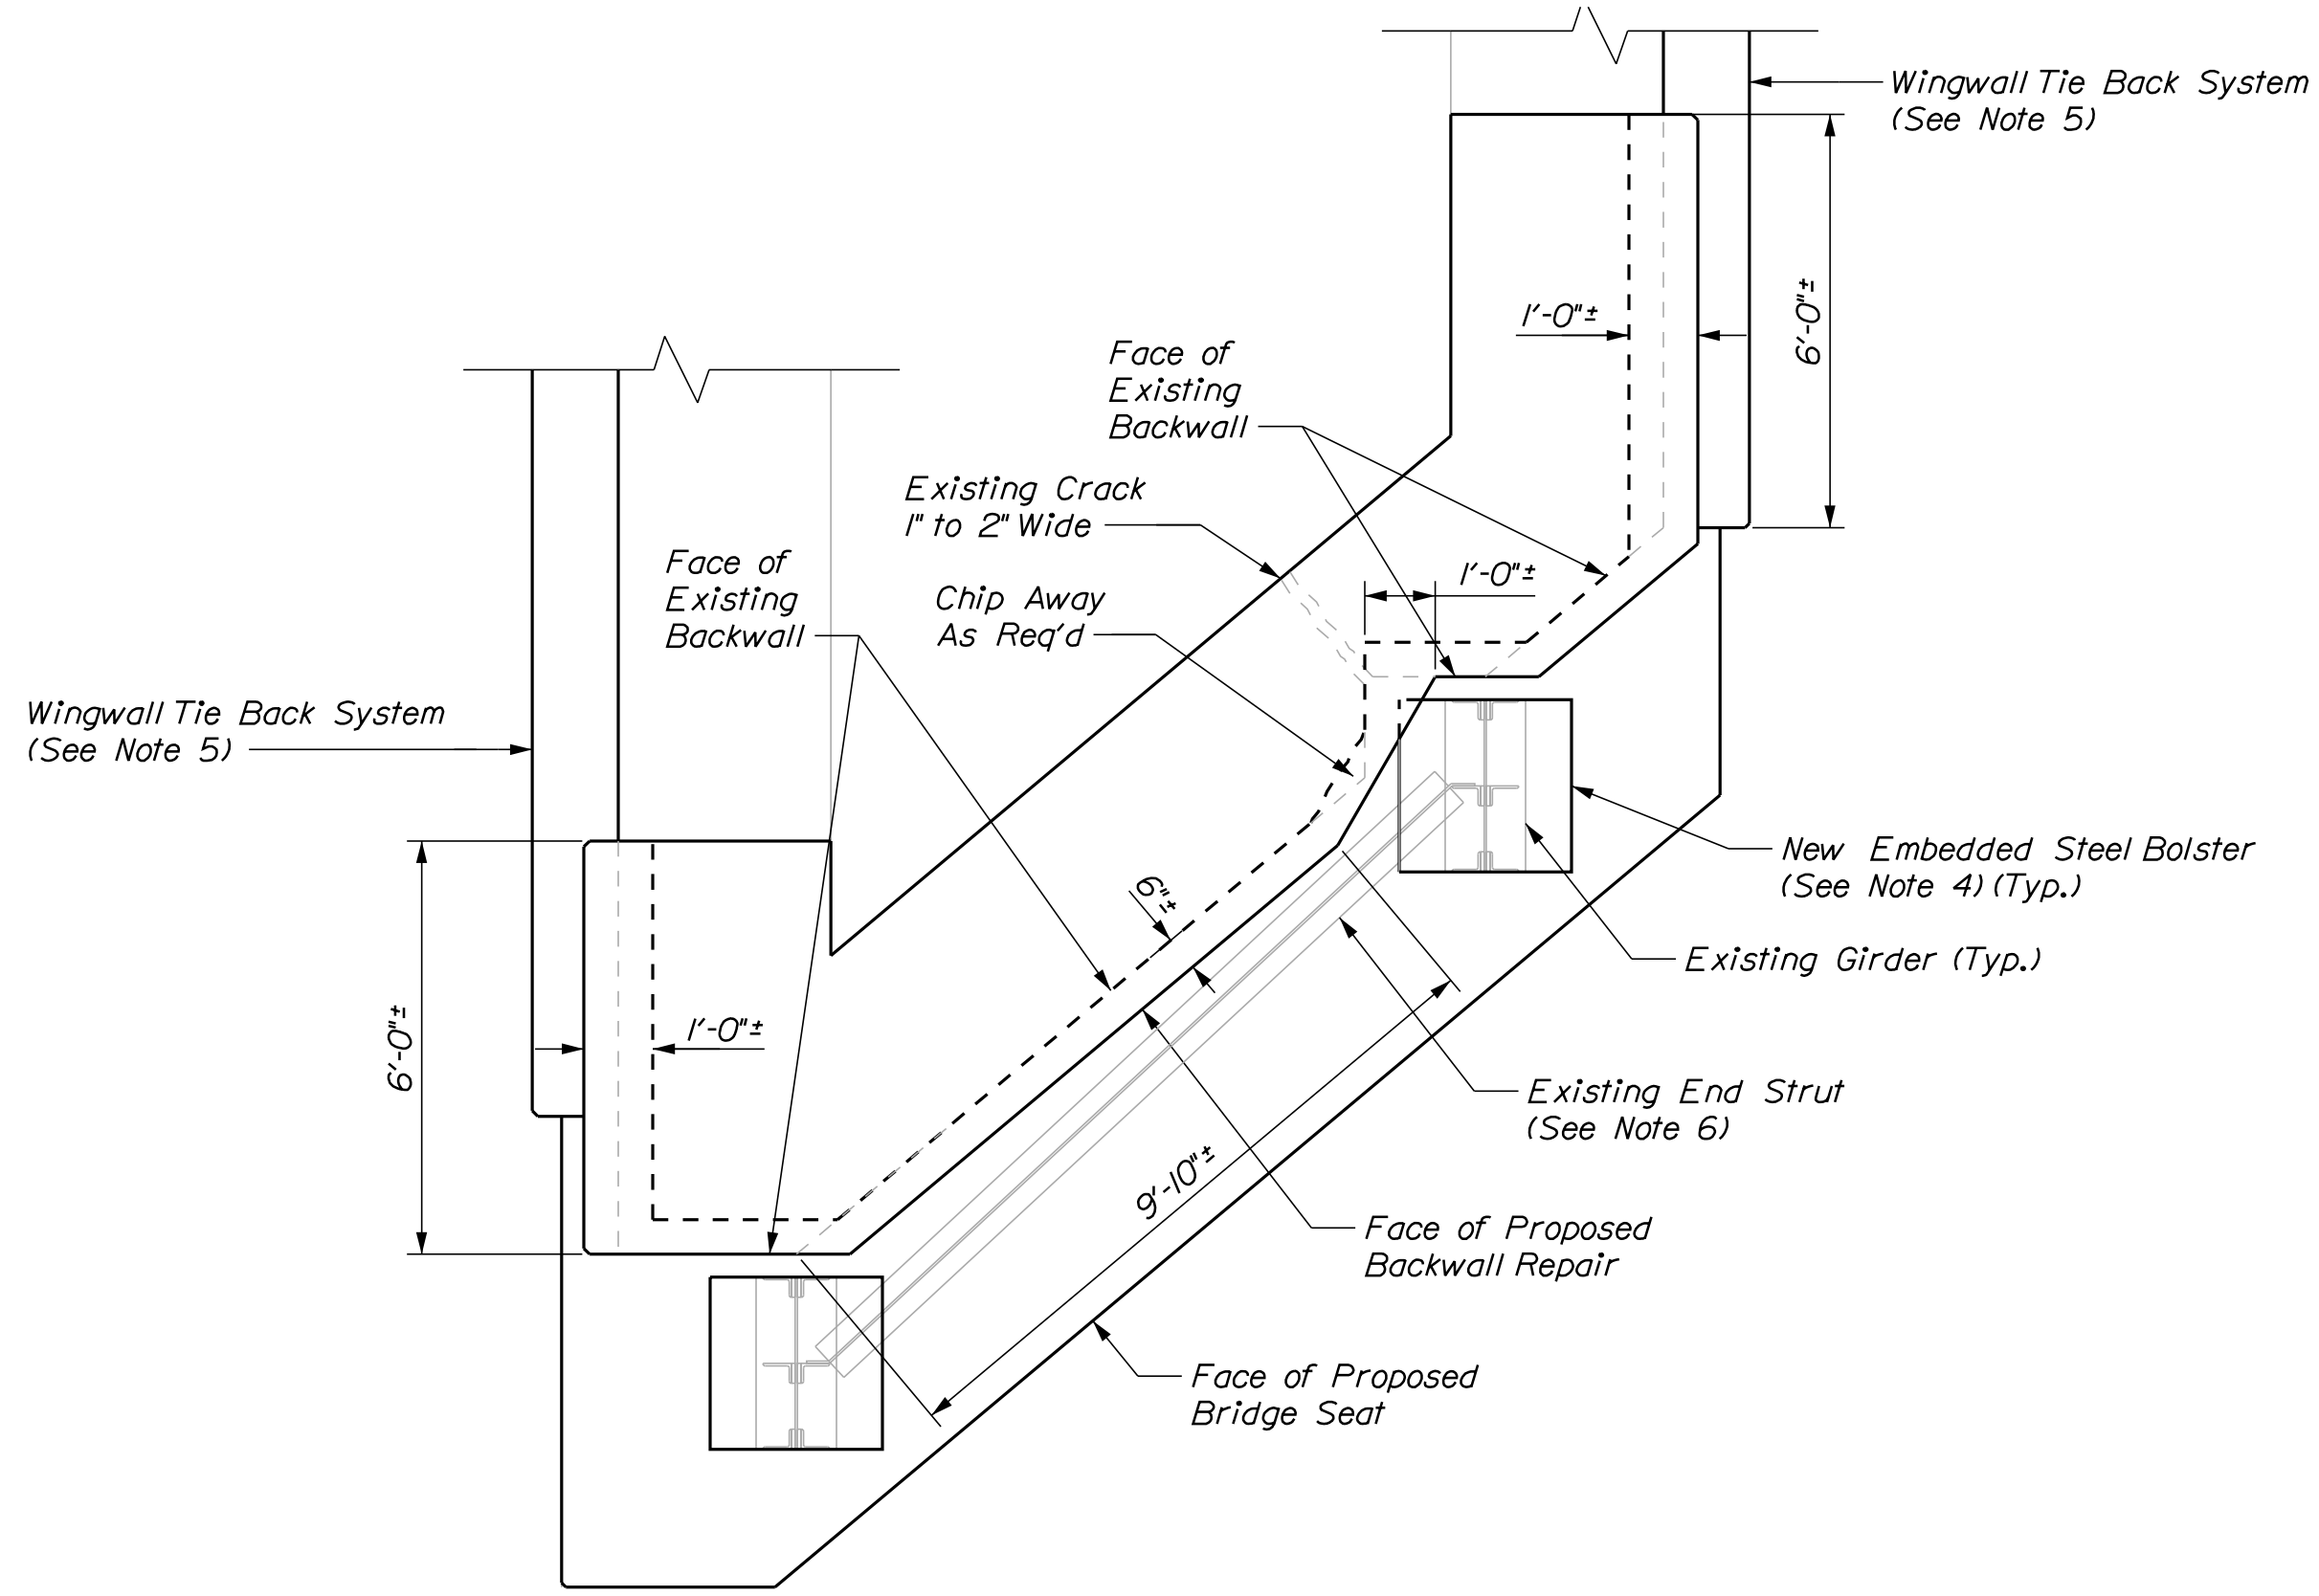 Wingwall Tie Back System
(See Note 5)
1'-0"±
6'-0"±
Face of
Existing
Backwall
Existing Crack
1" to 2" Wide
Face of
Existing
Backwall
Chip Away
As Req'd
1'-0"±
Wingwall Tie Back System
(See Note 5)
New Embedded Steel Bolster
(See Note 4) (Typ.)
6"±
Existing Girder (Typ.)
6'-0"±
1'-0"±
Existing End Strut
(See Note 6)
9'-10"±
Face of Proposed
Backwall Repair
Face of Proposed
Bridge Seat